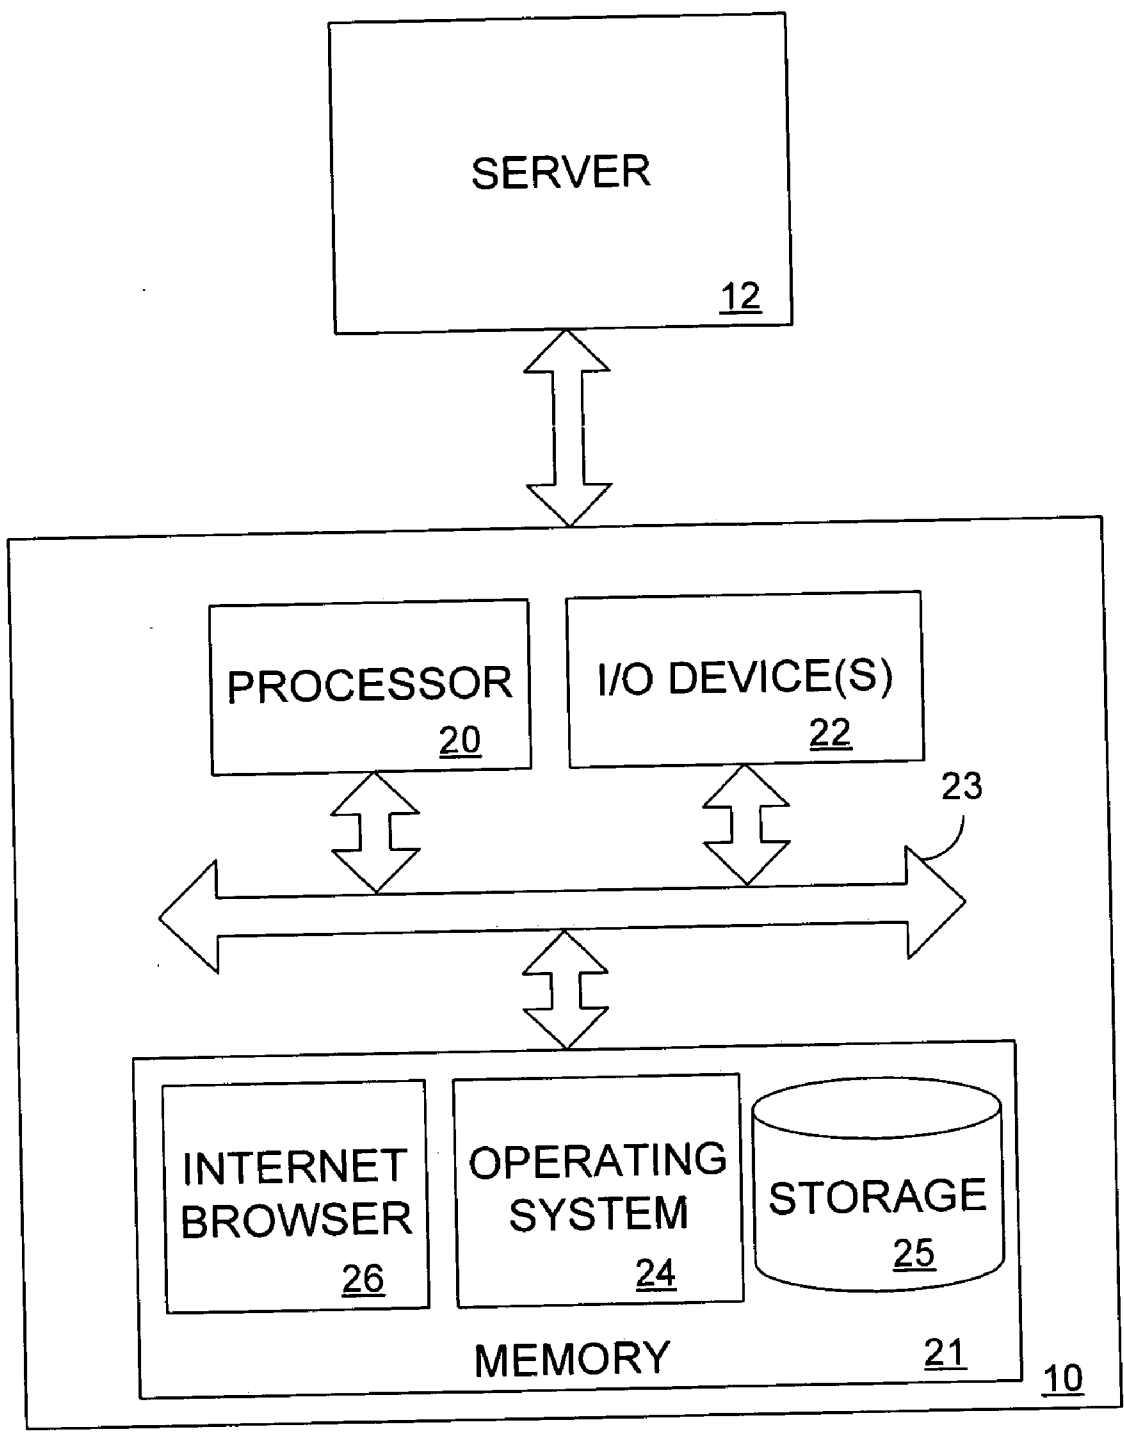 SERVER
12
PROCESSOR
20
I/O DEVICE(S)
22
23
INTERNET
BROWSER
26
OPERATING
SYSTEM
24
STORAGE
25
MEMORY
21
10